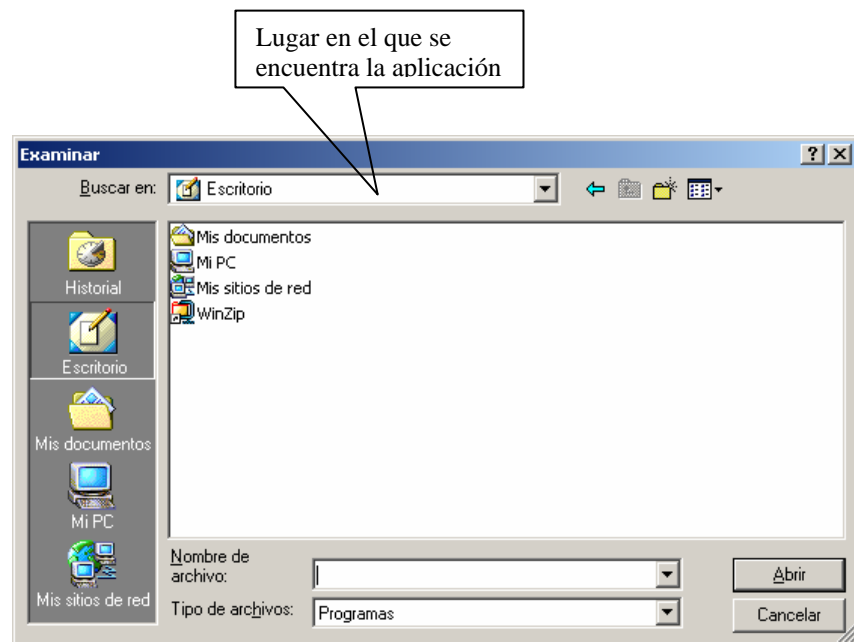 Lugar en el que se
encuentra la aplicación
Examinar
Buscar en:
Escritorio
Historial
Escritorio
Mis documentos
Mi PC
Mis sitios de red
Mis documentos
Mi PC
Mis sitios de red
WinZip
Nombre de
archivo:
Abrir
Tipo de archivos:
Programas
Cancelar